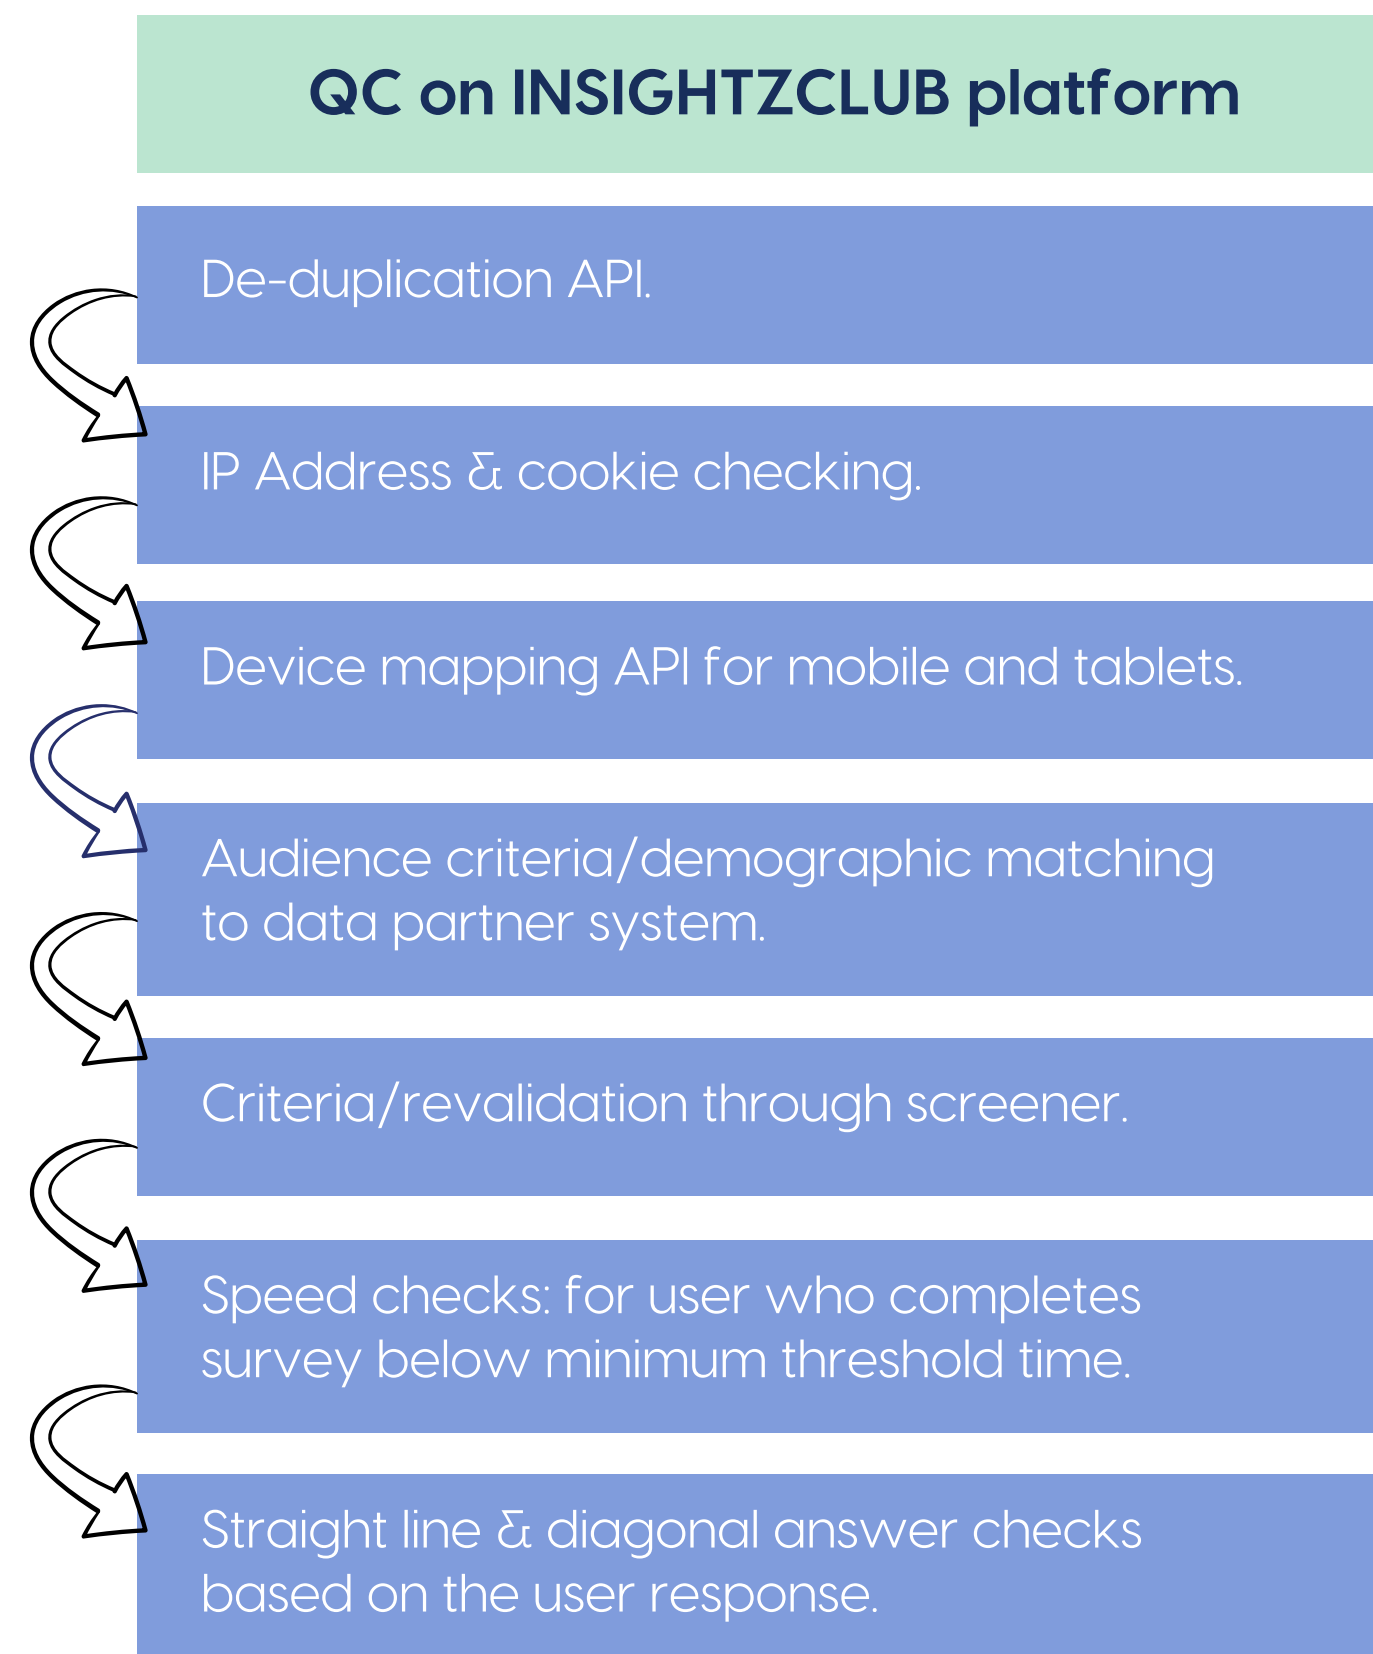 QC on INSIGHTZCLUB platform
De-duplication API.
IP Address & cookie checking.
Device mapping API for mobile and tablets.
Audience criteria/demographic matching
to data partner system.
Criteria/revalidation through screener.
Speed checks: for user who completes
survey below minimum threshold time.
Straight line & diagonal answer checks
based on the user response.